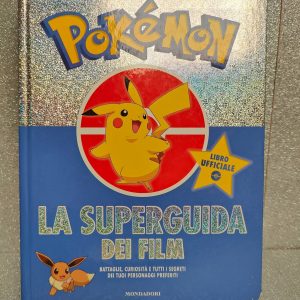 POKéMON
LIBRO
UFFICIALE
LA SUPERGUIDA
DEI FILM
BATTAGLIE, CURIOSITÀ E TUTTI I SEGRETI
DEI TUOI PERSONAGGI PREFERITI
MONDADORI